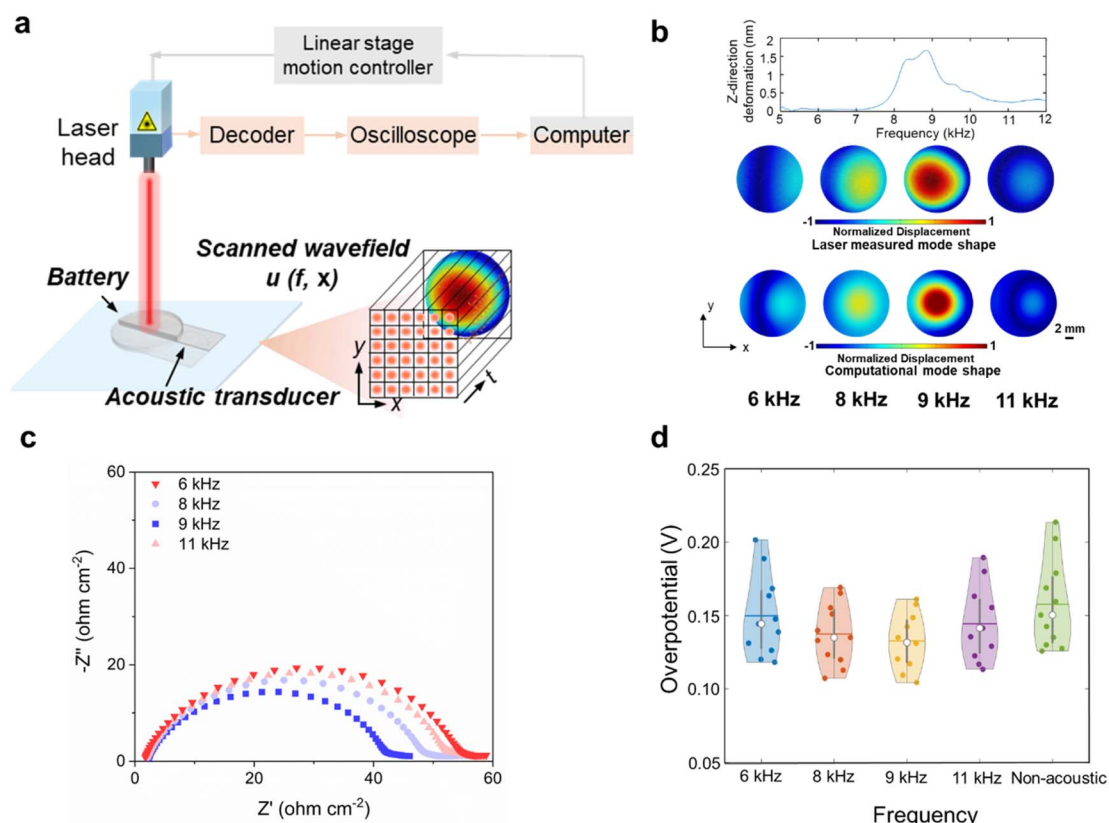 a
Linear stage
motion controller
Laser
head
Decoder
Oscilloscope
Computer
Scanned wavefield
u (f, x)
Battery
Acoustic transducer
y
x
t
b
Z-direction
deformation (nm)
2
1.5
1
0.5
0
5 6 7 8 9 10 11 12
Frequency (kHz)
-1 1
Normalized Displacement
Laser measured mode shape
y
x
2 mm
-1 1
Normalized Displacement
Computational mode shape
6 kHz 8 kHz 9 kHz 11 kHz
c
60
40
20
0
-Z" (ohm cm-2)
6 kHz
8 kHz
9 kHz
11 kHz
0 20 40 60
Z' (ohm cm-2)
d
0.25
0.20
0.15
0.10
0.05
Overpotential (V)
6 kHz 8 kHz 9 kHz 11 kHz Non-acoustic
Frequency